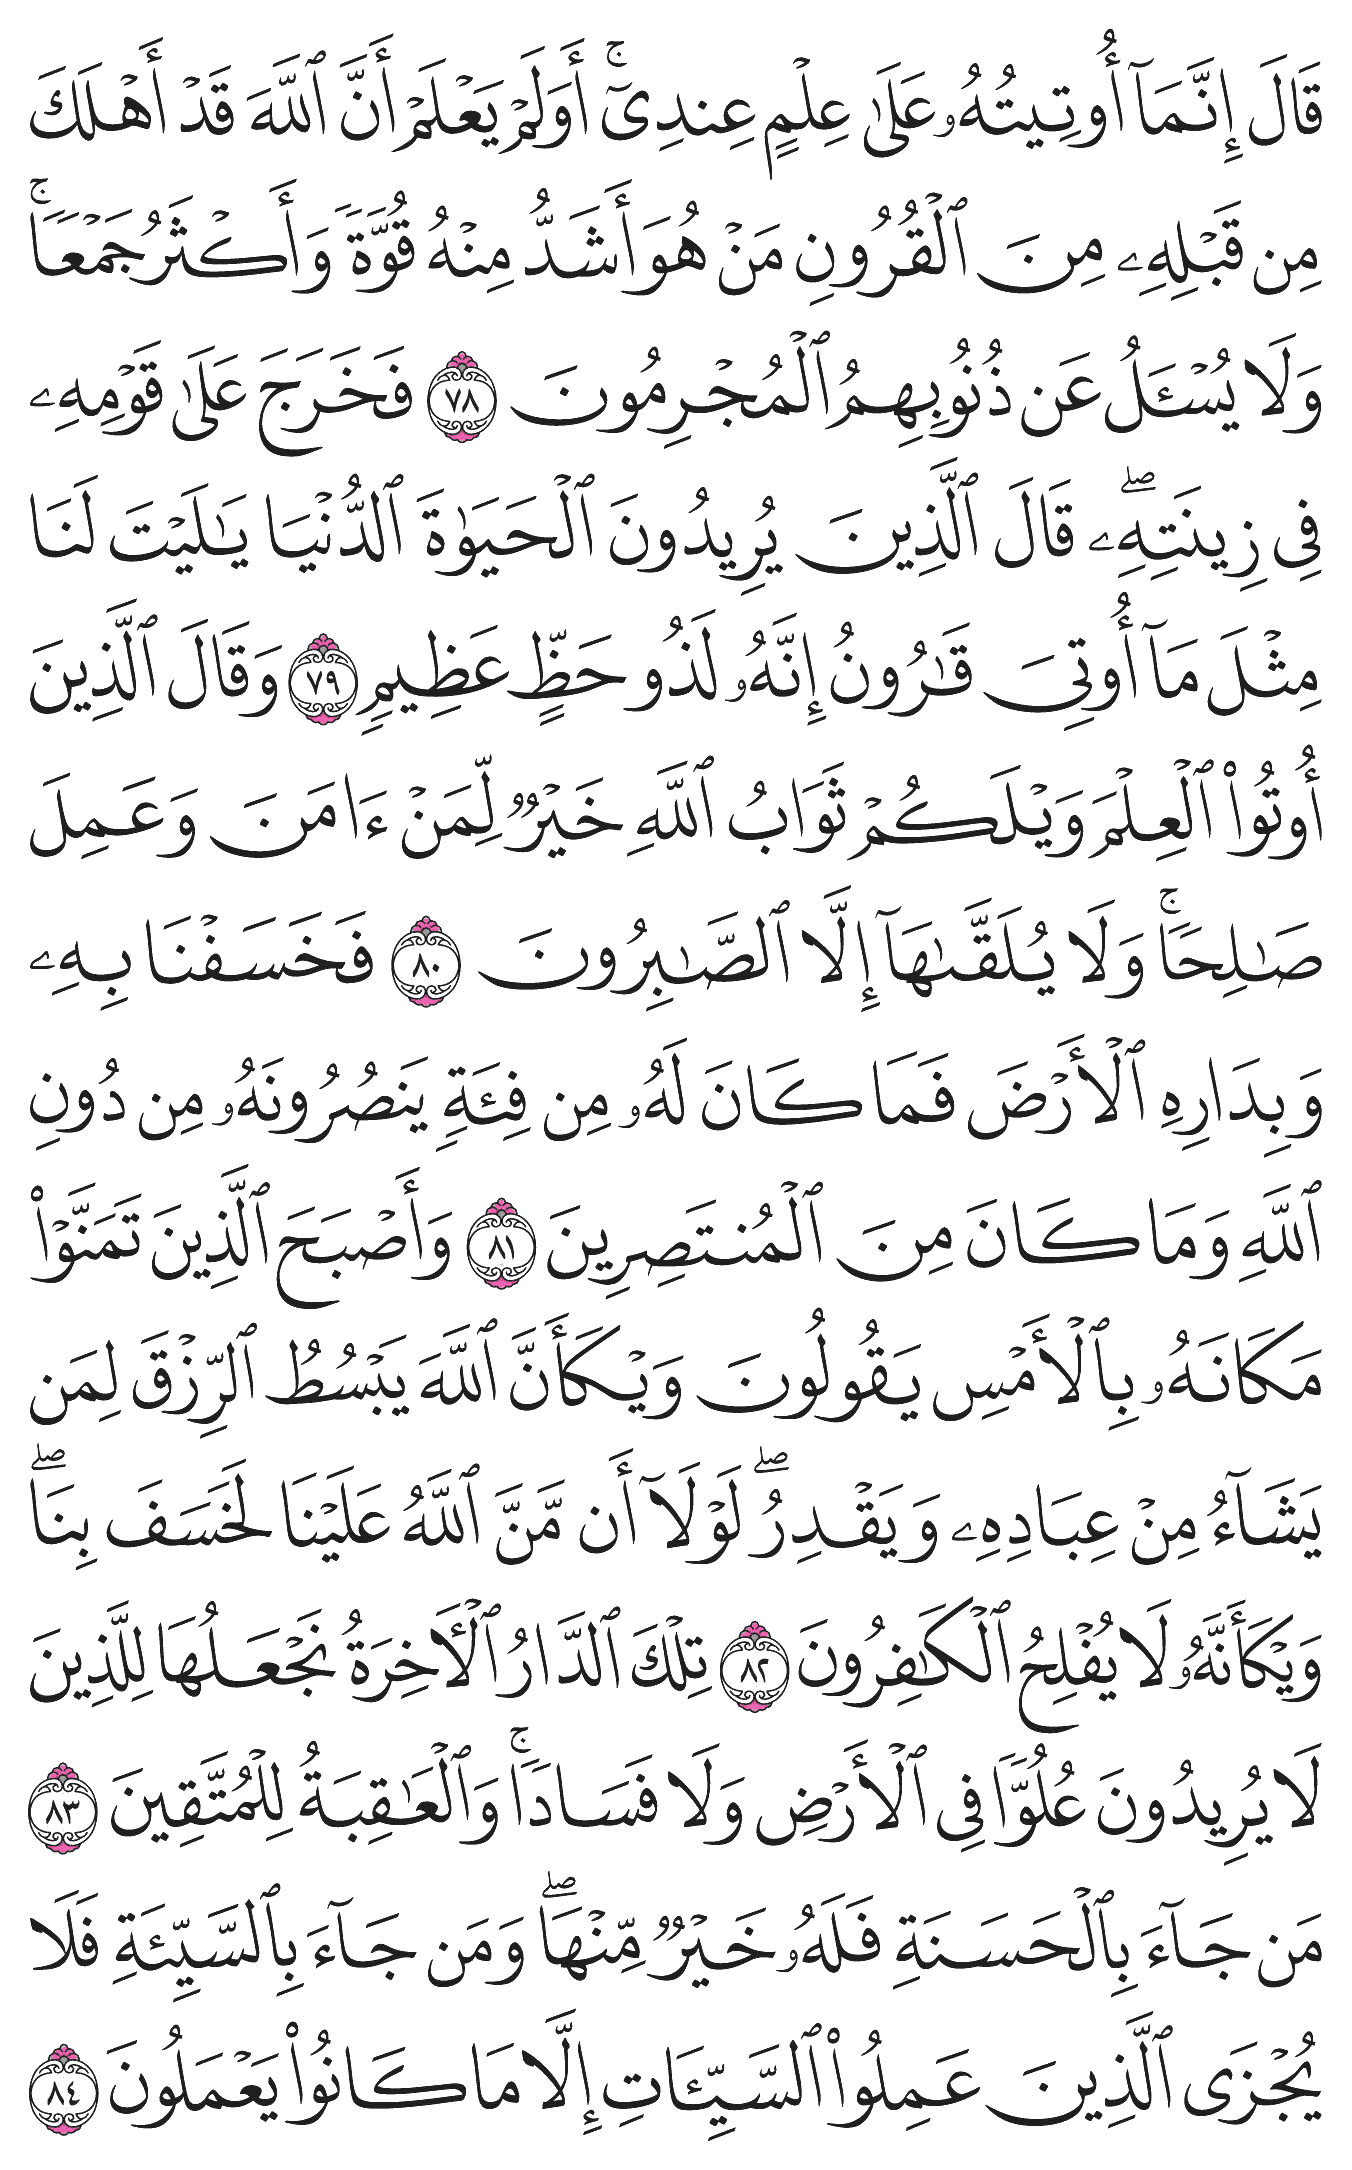 قَالَ إِنَّمَآ أُوتِيتُهُۥ عَلَىٰ عِلۡمٍ عِندِيٓۚ أَوَلَمۡ يَعۡلَمۡ أَنَّ ٱللَّهَ قَدۡ أَهۡلَكَ
مِن قَبۡلِهِۦ مِنَ ٱلۡقُرُونِ مَنۡ هُوَ أَشَدُّ مِنۡهُ قُوَّةٗ وَأَكۡثَرُ جَمۡعٗاۚ
وَلَا يُسۡـَٔلُ عَن ذُنُوبِهِمُ ٱلۡمُجۡرِمُونَ ٧٨ فَخَرَجَ عَلَىٰ قَوۡمِهِۦ
فِي زِينَتِهِۦۖ قَالَ ٱلَّذِينَ يُرِيدُونَ ٱلۡحَيَوٰةَ ٱلدُّنۡيَا يَٰلَيۡتَ لَنَا
مِثۡلَ مَآ أُوتِيَ قَٰرُونُ إِنَّهُۥ لَذُو حَظٍّ عَظِيمٖ ٧٩ وَقَالَ ٱلَّذِينَ
أُوتُواْ ٱلۡعِلۡمَ وَيۡلَكُمۡ ثَوَابُ ٱللَّهِ خَيۡرٞ لِّمَنۡ ءَامَنَ وَعَمِلَ
صَٰلِحٗاۚ وَلَا يُلَقَّىٰهَآ إِلَّا ٱلصَّٰبِرُونَ ٨٠ فَخَسَفۡنَا بِهِۦ
وَبِدَارِهِ ٱلۡأَرۡضَ فَمَا كَانَ لَهُۥ مِن فِئَةٖ يَنصُرُونَهُۥ مِن دُونِ
ٱللَّهِ وَمَا كَانَ مِنَ ٱلۡمُنتَصِرِينَ ٨١ وَأَصۡبَحَ ٱلَّذِينَ تَمَنَّوۡاْ
مَكَانَهُۥ بِٱلۡأَمۡسِ يَقُولُونَ وَيۡكَأَنَّ ٱللَّهَ يَبۡسُطُ ٱلرِّزۡقَ لِمَن
يَشَآءُ مِنۡ عِبَادِهِۦ وَيَقۡدِرُۖ لَوۡلَآ أَن مَّنَّ ٱللَّهُ عَلَيۡنَا لَخَسَفَ بِنَاۖ
وَيۡكَأَنَّهُۥ لَا يُفۡلِحُ ٱلۡكَٰفِرُونَ ٨٢ تِلۡكَ ٱلدَّارُ ٱلۡأٓخِرَةُ نَجۡعَلُهَا لِلَّذِينَ
لَا يُرِيدُونَ عُلُوّٗا فِي ٱلۡأَرۡضِ وَلَا فَسَادٗاۚ وَٱلۡعَٰقِبَةُ لِلۡمُتَّقِينَ ٨٣
مَن جَآءَ بِٱلۡحَسَنَةِ فَلَهُۥ خَيۡرٞ مِّنۡهَاۖ وَمَن جَآءَ بِٱلسَّيِّئَةِ فَلَا
يُجۡزَى ٱلَّذِينَ عَمِلُواْ ٱلسَّيِّـَٔاتِ إِلَّا مَا كَانُواْ يَعۡمَلُونَ ٨٤